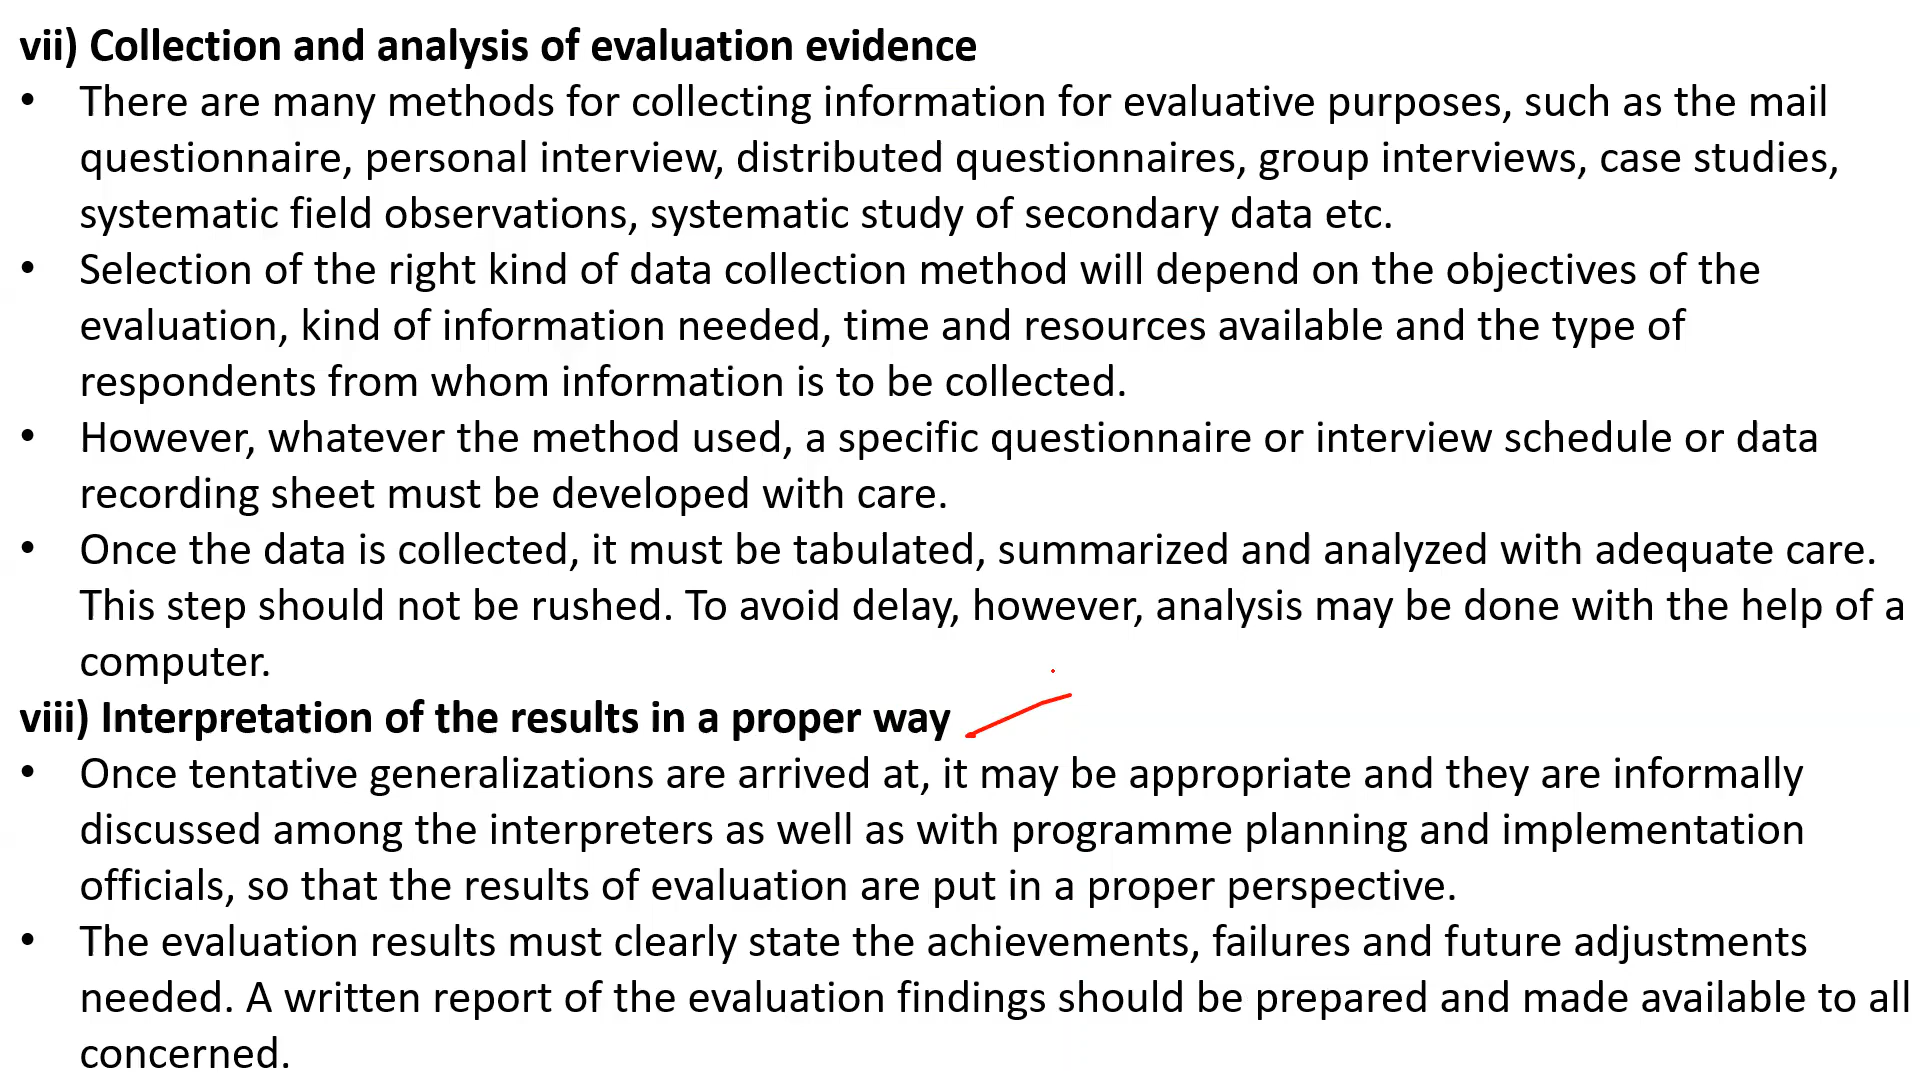 vii) Collection and analysis of evaluation evidence
• There are many methods for collecting information for evaluative purposes, such as the mail
questionnaire, personal interview, distributed questionnaires, group interviews, case studies,
systematic field observations, systematic study of secondary data etc.
• Selection of the right kind of data collection method will depend on the objectives of the
evaluation, kind of information needed, time and resources available and the type of
respondents from whom information is to be collected.
• However, whatever the method used, a specific questionnaire or interview schedule or data
recording sheet must be developed with care.
• Once the data is collected, it must be tabulated, summarized and analyzed with adequate care.
This step should not be rushed. To avoid delay, however, analysis may be done with the help of a
computer.
viii) Interpretation of the results in a proper way
• Once tentative generalizations are arrived at, it may be appropriate and they are informally
discussed among the interpreters as well as with programme planning and implementation
officials, so that the results of evaluation are put in a proper perspective.
• The evaluation results must clearly state the achievements, failures and future adjustments
needed. A written report of the evaluation findings should be prepared and made available to all
concerned.